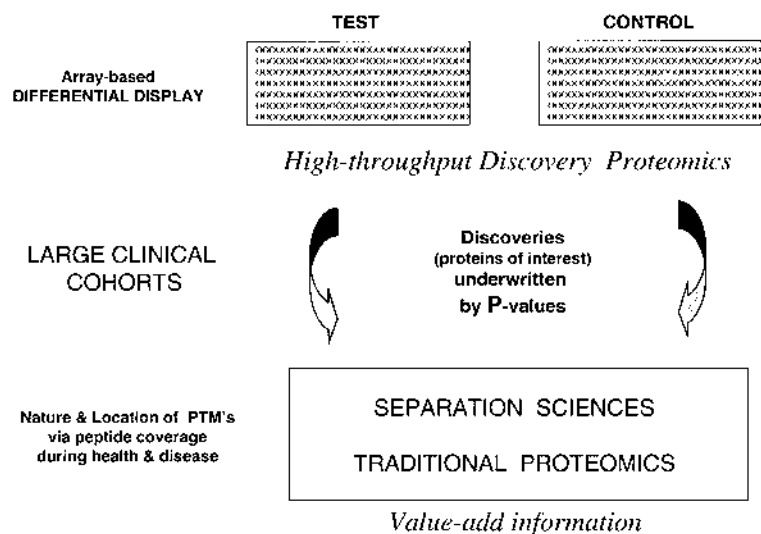 TEST
CONTROL
Array-based
DIFFERENTIAL DISPLAY
High-throughput Discovery Proteomics
LARGE CLINICAL
COHORTS
Discoveries
(proteins of interest)
underwritten
by P-values
Nature & Location of PTM's
via peptide coverage
during health & disease
SEPARATION SCIENCES
TRADITIONAL PROTEOMICS
Value-add information